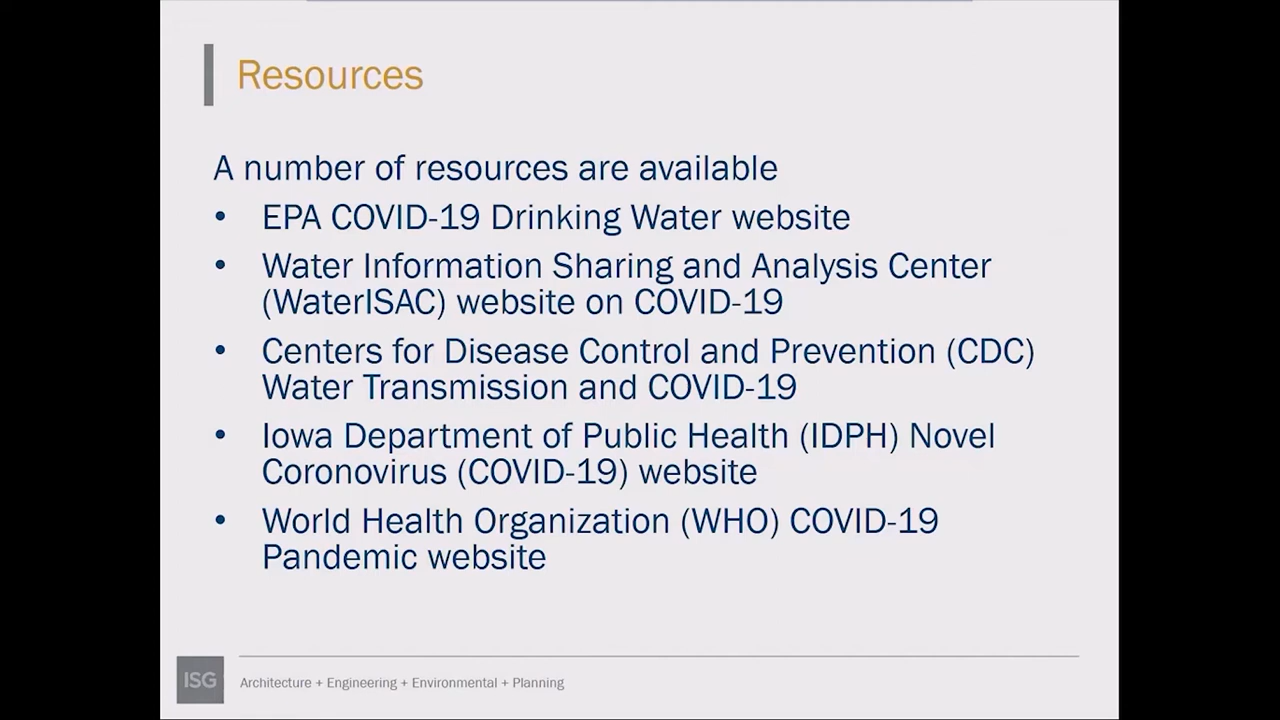 Resources
A number of resources are available
• EPA COVID-19 Drinking Water website
• Water Information Sharing and Analysis Center
(WaterISAC) website on COVID-19
• Centers for Disease Control and Prevention (CDC)
Water Transmission and COVID-19
• Iowa Department of Public Health (IDPH) Novel
Coronovirus (COVID-19) website
• World Health Organization (WHO) COVID-19
Pandemic website
ISG
Architecture + Engineering + Environmental + Planning